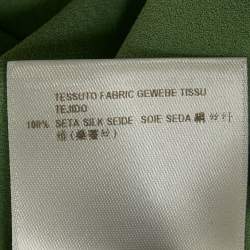 TESSUTO FABRIC GEWEBE TISSU
TEJIDO
100% SETA SILK SEIDE SOIE SEDA 絹